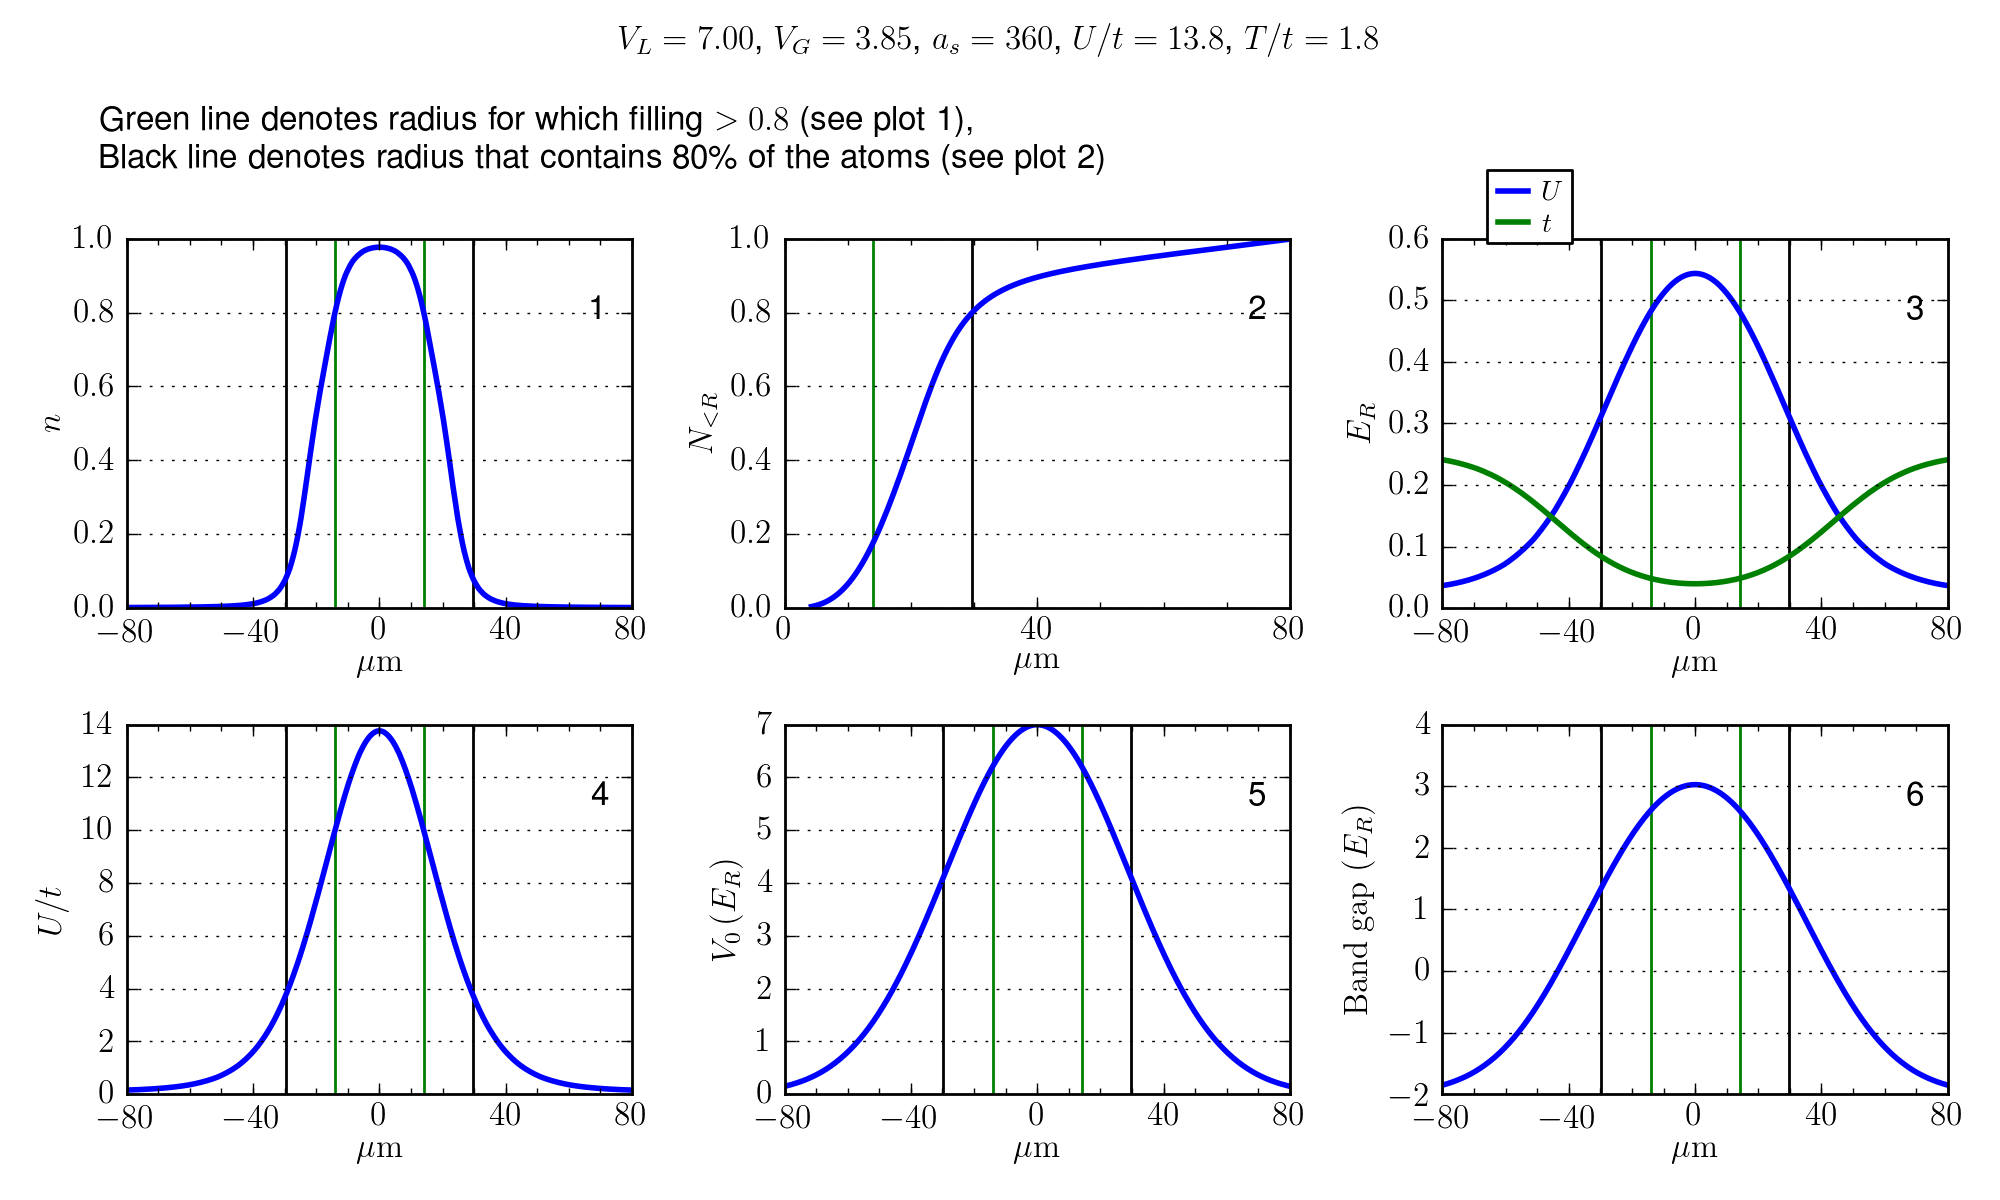 V_L = 7.00, V_G = 3.85, a_s = 360, U/t = 13.8, T/t = 1.8
Green line denotes radius for which filling > 0.8 (see plot 1),
Black line denotes radius that contains 80% of the atoms (see plot 2)
1.0
0.8
0.6
0.4
0.2
0.0
n
1
−80 −40 0 40 80
μm
1.0
0.8
0.6
0.4
0.2
0.0
N_{<R}
2
0 40 80
μm
U
t
0.6
0.5
0.4
0.3
0.2
0.1
0.0
E_R
3
−80 −40 0 40 80
μm
14
12
10
8
6
4
2
0
U/t
4
−80 −40 0 40 80
μm
7
6
5
4
3
2
1
0
V_0 (E_R)
5
−80 −40 0 40 80
μm
4
3
2
1
0
−1
−2
Band gap (E_R)
6
−80 −40 0 40 80
μm